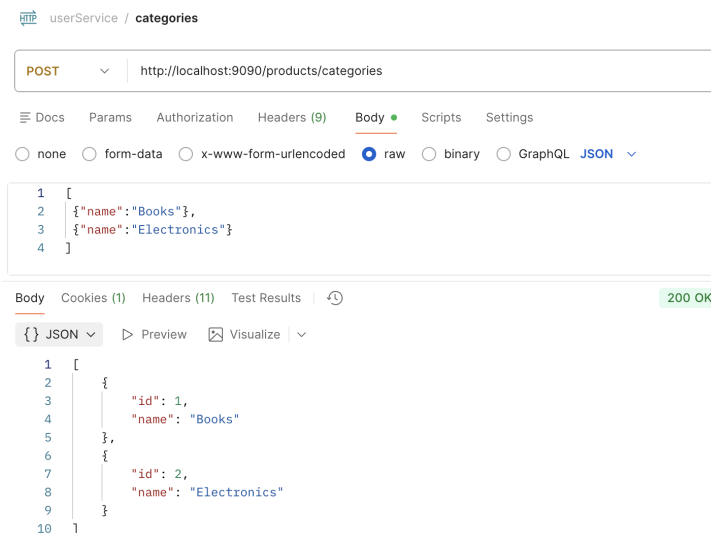 HTTP userService / categories
POST http://localhost:9090/products/categories
Docs Params Authorization Headers (9) Body Scripts Settings
none form-data x-www-form-urlencoded raw binary GraphQL JSON
1 [
2 {"name":"Books"},
3 {"name":"Electronics"}
4 ]
Body Cookies (1) Headers (11) Test Results 200 OK
{} JSON Preview Visualize
1 [
2 {
3 "id": 1,
4 "name": "Books"
5 },
6 {
7 "id": 2,
8 "name": "Electronics"
9 }
10 ]